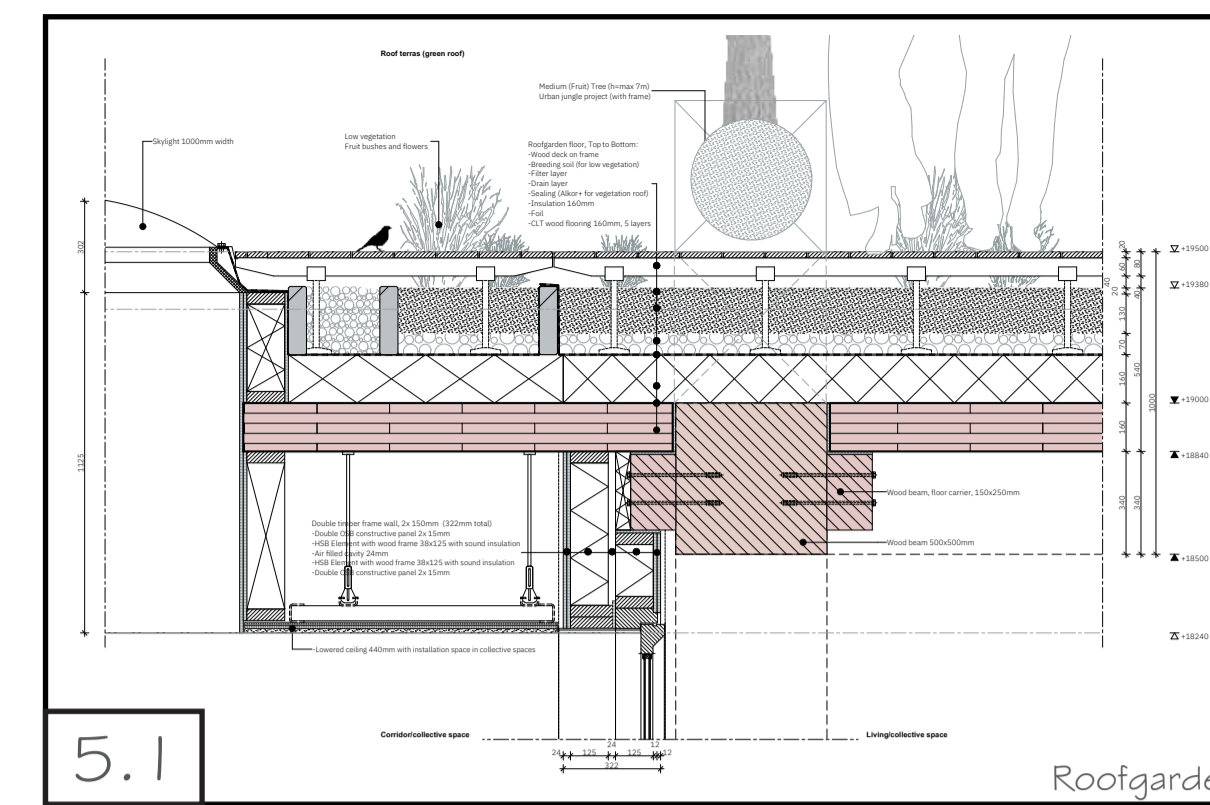 Roof terras (green roof)
Medium (Fruit) Tree (h=max 7m)
Urban jungle project (with frame)
Skylight 1000mm width
Low vegetation
Fruit bushes and flowers
Roofgarden floor, Top to Bottom:
-Wood deck on frame
-Breeding soil (for low vegetation)
-Filter layer
-Drain layer
-Sealing (Alkor+ for vegetation roof)
-Insulation 160mm
-Foil
-CLT wood flooring 160mm, 5 layers
302
1125
20
60
80
40
20
40
130
70
540
160
1000
160
340
340
+19500
+19380
+19000
+18840
+18500
+18240
Wood beam, floor carrier, 150x250mm
Wood beam 500x500mm
Double timber frame wall, 2x 150mm (322mm total)
-Double OSB constructive panel 2x 15mm
-HSB Element with wood frame 38x125 with sound insulation
-Air filled cavity 24mm
-HSB Element with wood frame 38x125 with sound insulation
-Double OSB constructive panel 2x 15mm
-Lowered ceiling 440mm with installation space in collective spaces
Corridor/collective space
Living/collective space
24
12
24
125
125
12
322
5.1
Roofgarde